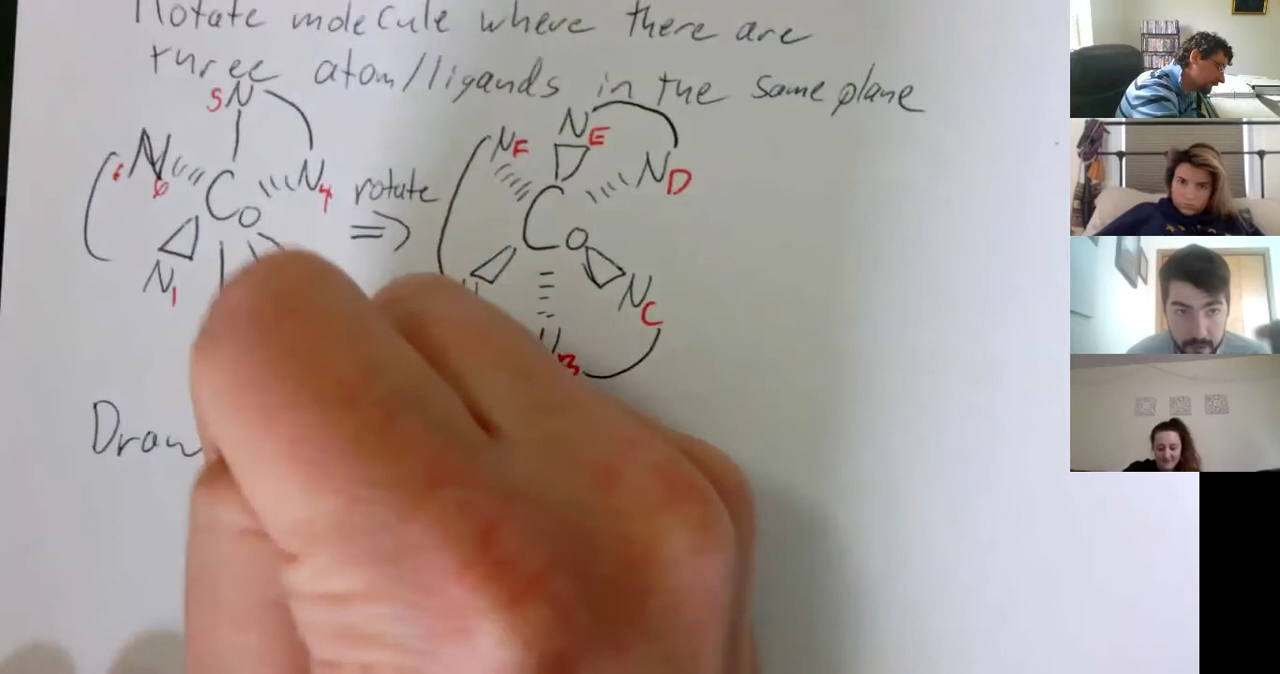 Rotate molecule where there are
three atom/ligands in the same plane
5N
N6
Co
N4
N1
rotate
=>
NF
NE
ND
Co
NC
B
Draw